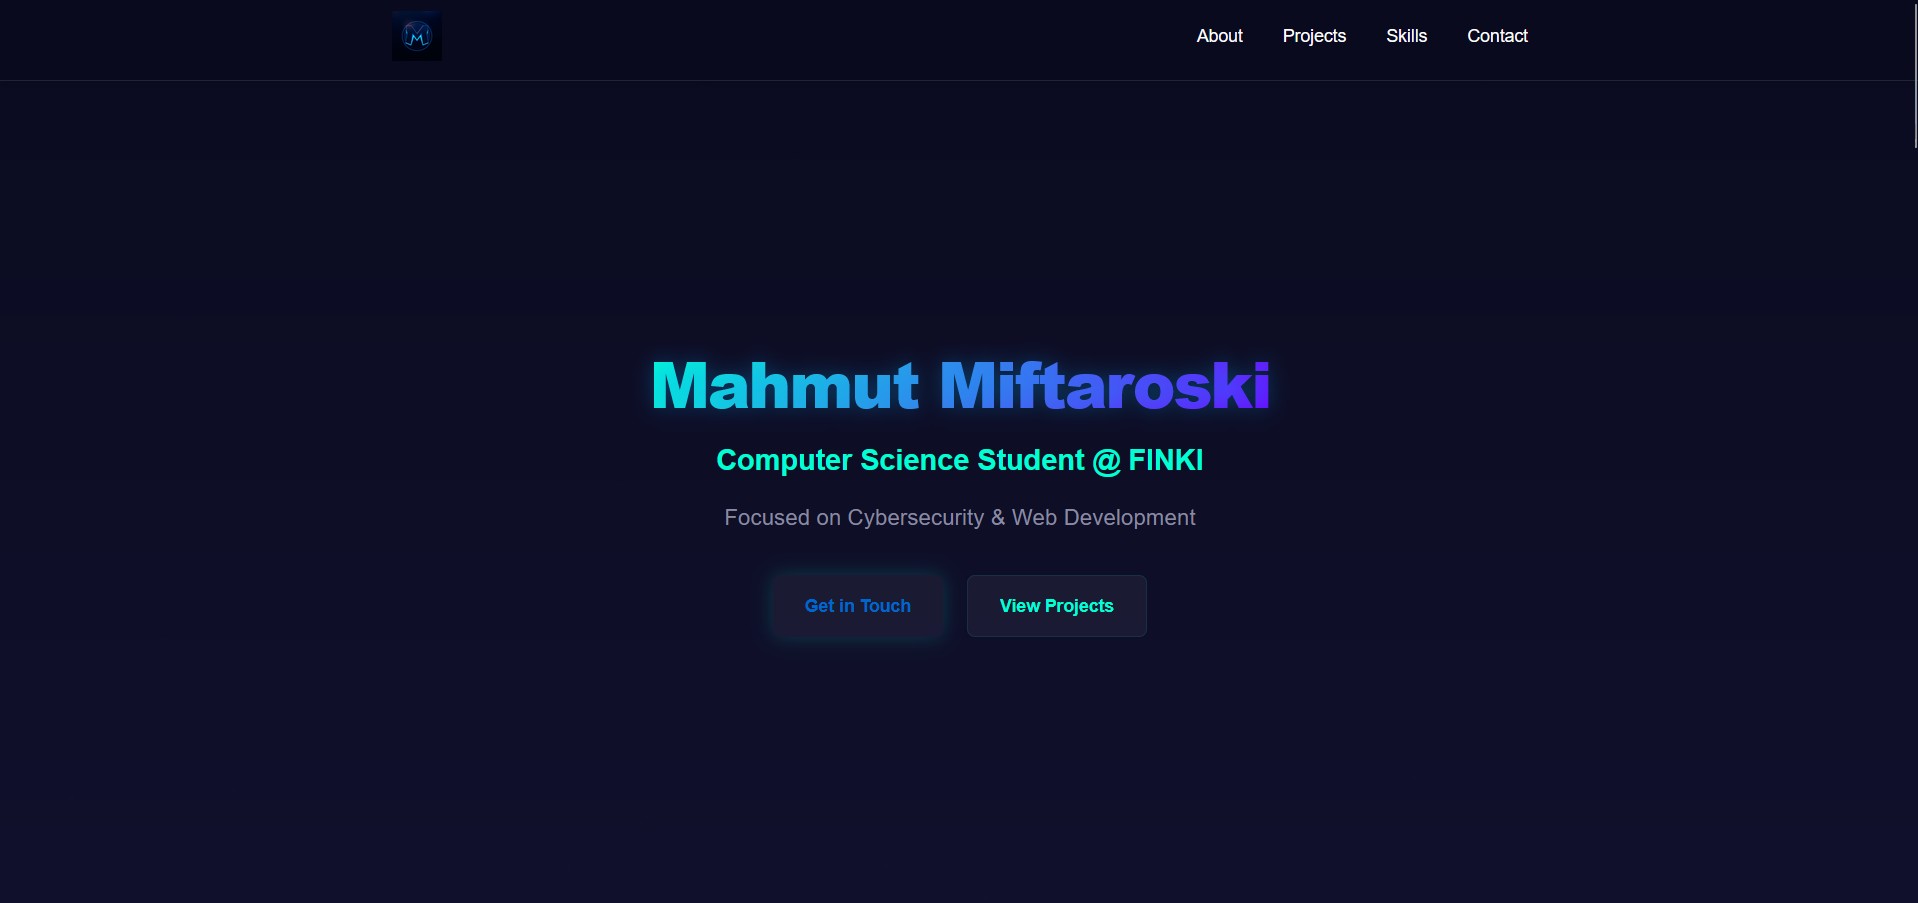 M
About Projects Skills Contact
Mahmut Miftaroski
Computer Science Student @ FINKI
Focused on Cybersecurity & Web Development
Get in Touch View Projects